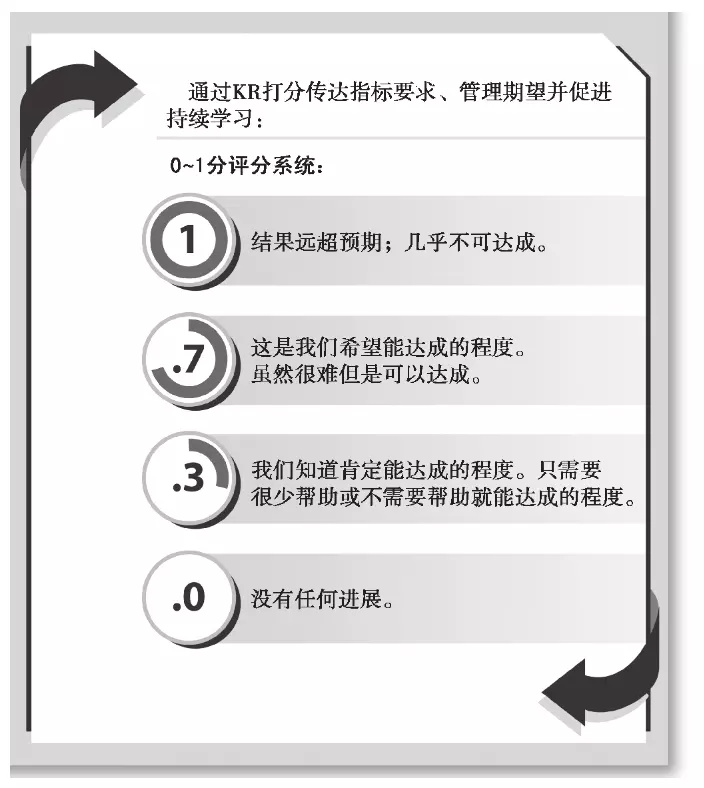 通过KR打分传达指标要求、管理期望并促进
持续学习：
0~1分评分系统：
1
结果远超预期；几乎不可达成。
.7
这是我们希望能达成的程度。
虽然很难但是可以达成。
.3
我们知道肯定能达成的程度。只需要
很少帮助或不需要帮助就能达成的程度。
.0
没有任何进展。